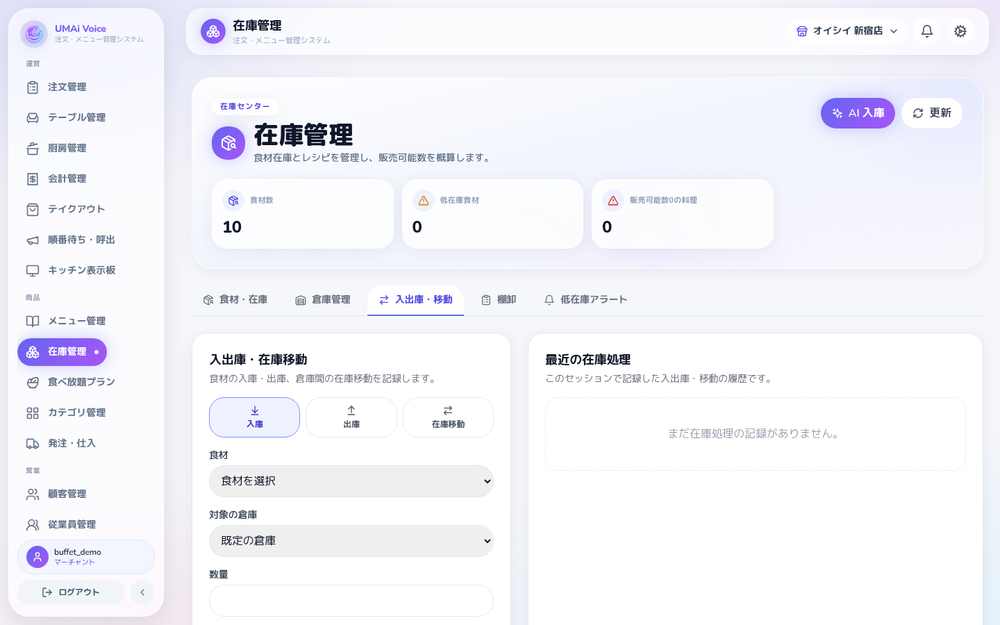 UMAi Voice
注文・メニュー管理システム
運営
注文管理
テーブル管理
厨房管理
会計管理
テイクアウト
順番待ち・呼出
キッチン表示板
商品
メニュー管理
在庫管理
食べ放題プラン
カテゴリ管理
発注・仕入
営業
顧客管理
従業員管理
buffet_demo
マーチャント
ログアウト
在庫管理
注文・メニュー管理システム
オイシイ 新宿店
在庫センター
在庫管理
食材在庫とレシピを管理し、販売可能数を概算します。
AI 入庫
更新
食材数
10
低在庫食材
0
販売可能数0の料理
0
食材・在庫
倉庫管理
入出庫・移動
棚卸
低在庫アラート
入出庫・在庫移動
食材の入庫・出庫、倉庫間の在庫移動を記録します。
入庫
出庫
在庫移動
食材
食材を選択
対象の倉庫
既定の倉庫
数量
最近の在庫処理
このセッションで記録した入出庫・移動の履歴です。
まだ在庫処理の記録がありません。